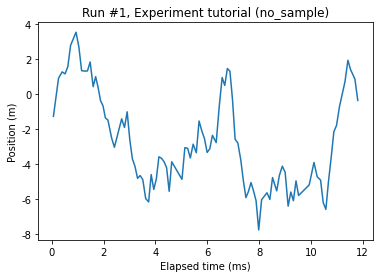 Run #1, Experiment tutorial (no_sample)
4
2
0
-2
-4
-6
-8
Position (m)
0 2 4 6 8 10 12
Elapsed time (ms)